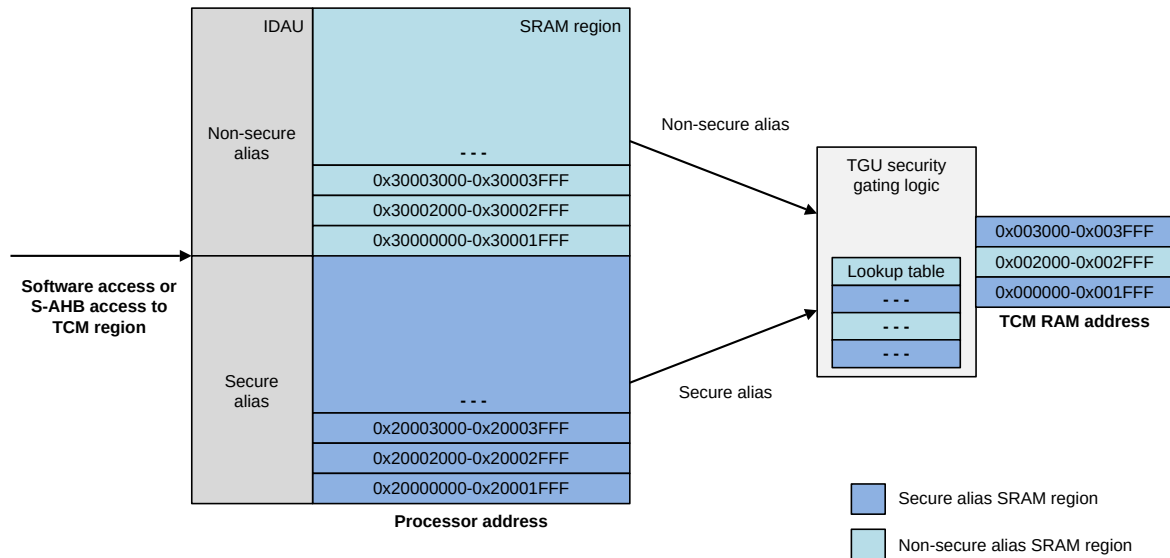 IDAU
SRAM region
Non-secure
alias
- - -
0x30003000-0x30003FFF
0x30002000-0x30002FFF
0x30000000-0x30001FFF
Software access or
S-AHB access to
TCM region
Secure
alias
- - -
0x20003000-0x20003FFF
0x20002000-0x20002FFF
0x20000000-0x20001FFF
Processor address
Non-secure alias
Secure alias
TGU security
gating logic
Lookup table
- - -
- - -
- - -
0x003000-0x003FFF
0x002000-0x002FFF
0x000000-0x001FFF
TCM RAM address
Secure alias SRAM region
Non-secure alias SRAM region